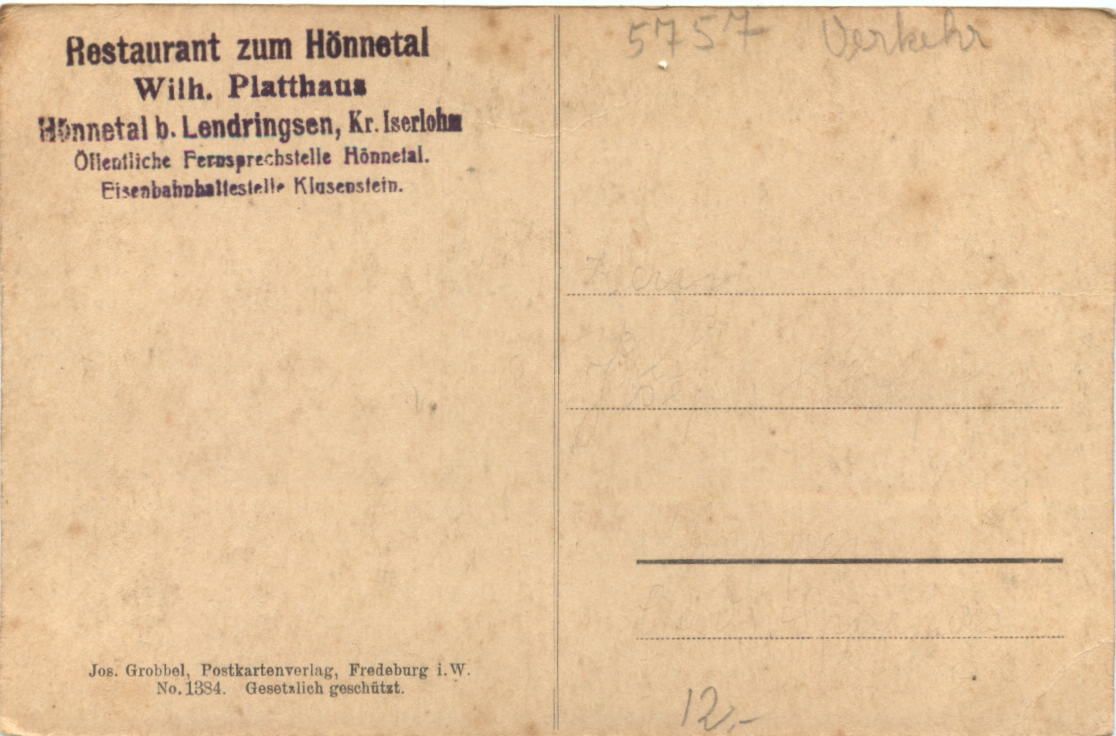 Restaurant zum Hönnetal
Wilh. Platthaus
Hönnetal b. Lendringsen, Kr. Iserlohn
Öffentliche Fernsprechstelle Hönnetal.
Eisenbahnhaltestelle Klusenstein.
Jos. Grobbel, Postkartenverlag, Fredeburg i. W.
No. 1384. Gesetzlich geschützt.
5757 Verkehr
12,-